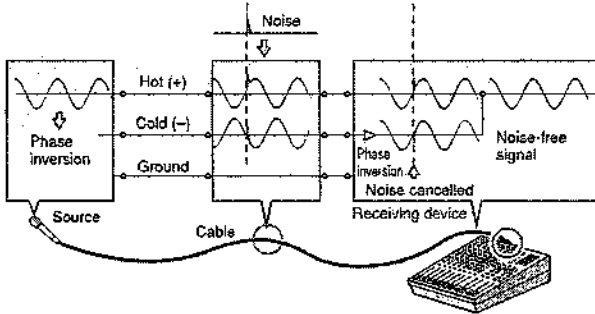 Noise
Hot (+)
Phase
inversion
Cold (–)
Ground
Phase
inversion
Noise-free
signal
Noise cancelled
Source
Cable
Receiving device